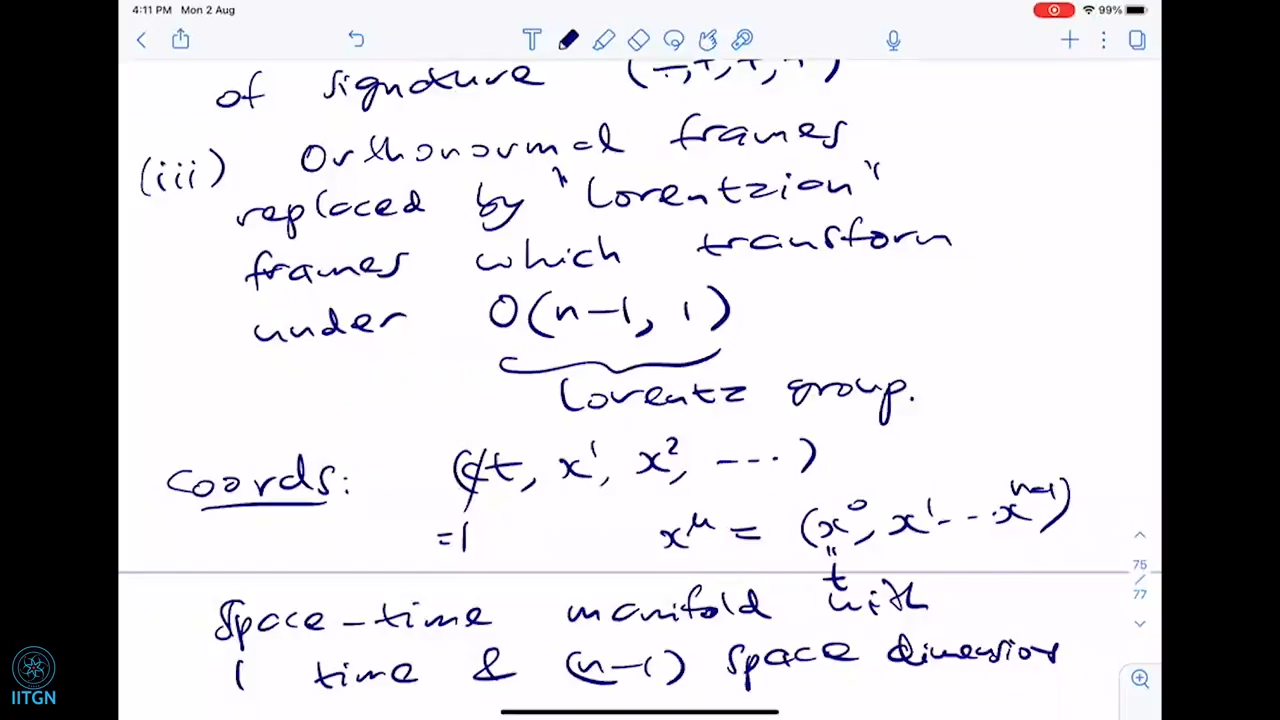 4:11 PM Mon 2 Aug
99%
of signature (-,+,+,+)
(iii) Orthonormal frames
replaced by "Lorentzian"
frames which transform
under O(n-1, 1)
Lorentz group.
Coords: (ct, x¹, x², ----)
=1 x^μ = (x⁰, x¹--- x^{n-1})
"
t
Space-time manifold with
1 time & (n-1) space dimension
75
/
77
IITGN